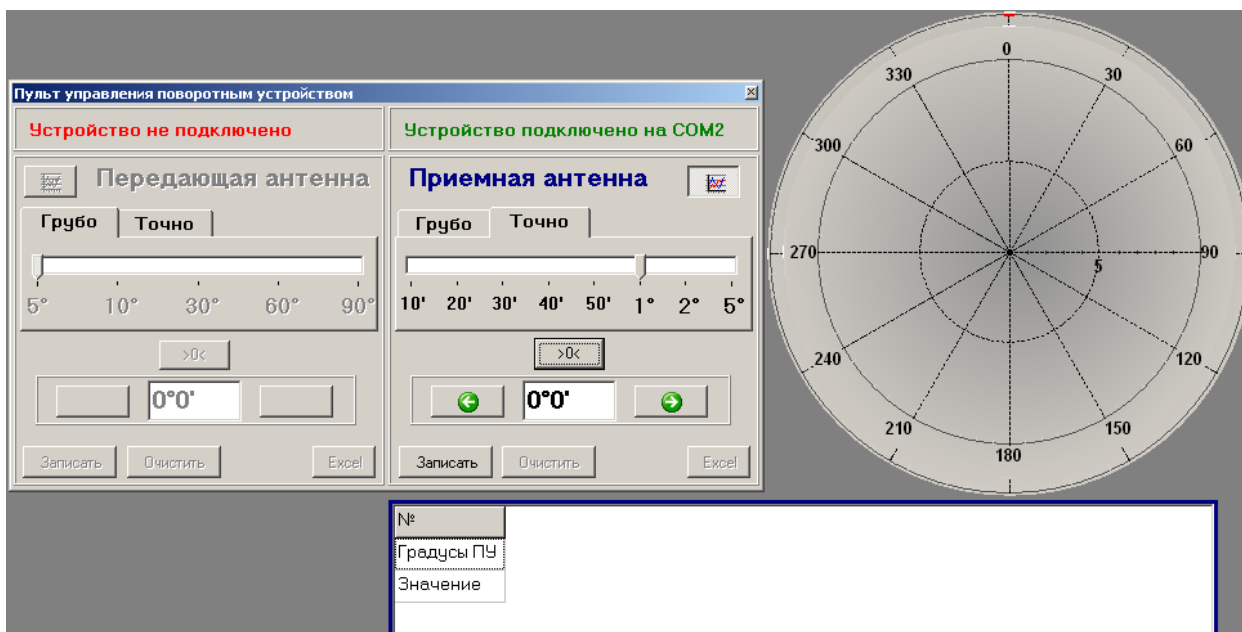 Пульт управления поворотным устройством
Устройство не подключено
Передающая антенна
Грубо Точно
5° 10° 30° 60° 90°
>0<
0°0'
Записать Очистить Excel
Устройство подключено на COM2
Приемная антенна
Грубо Точно
10' 20' 30' 40' 50' 1° 2° 5°
>0<
0°0'
Записать Очистить Excel
0
330 30
300 60
270 5 90
240 120
210 150
180
№
Градусы ПУ
Значение